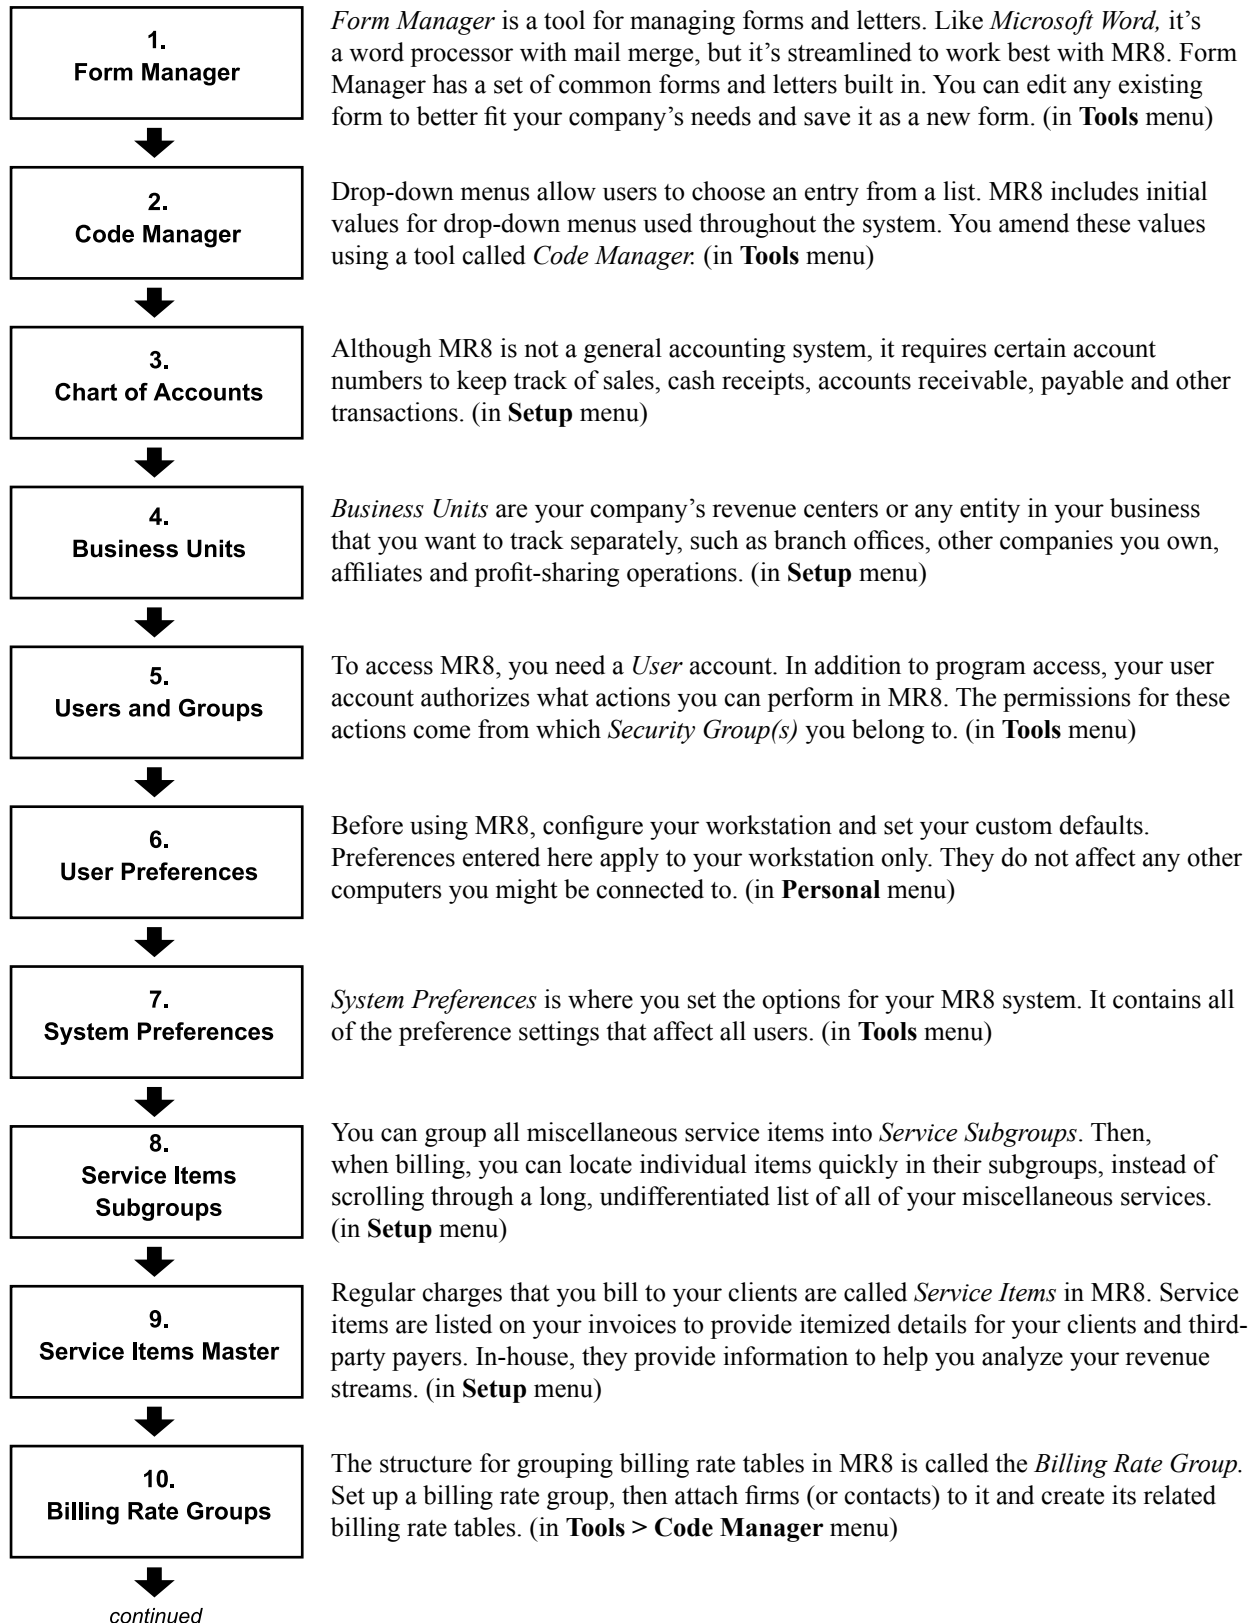 1.
Form Manager
Form Manager is a tool for managing forms and letters. Like Microsoft Word, it’s
a word processor with mail merge, but it’s streamlined to work best with MR8. Form
Manager has a set of common forms and letters built in. You can edit any existing
form to better fit your company’s needs and save it as a new form. (in Tools menu)
2.
Code Manager
Drop-down menus allow users to choose an entry from a list. MR8 includes initial
values for drop-down menus used throughout the system. You amend these values
using a tool called Code Manager. (in Tools menu)
3.
Chart of Accounts
Although MR8 is not a general accounting system, it requires certain account
numbers to keep track of sales, cash receipts, accounts receivable, payable and other
transactions. (in Setup menu)
4.
Business Units
Business Units are your company’s revenue centers or any entity in your business
that you want to track separately, such as branch offices, other companies you own,
affiliates and profit-sharing operations. (in Setup menu)
5.
Users and Groups
To access MR8, you need a User account. In addition to program access, your user
account authorizes what actions you can perform in MR8. The permissions for these
actions come from which Security Group(s) you belong to. (in Tools menu)
6.
User Preferences
Before using MR8, configure your workstation and set your custom defaults.
Preferences entered here apply to your workstation only. They do not affect any other
computers you might be connected to. (in Personal menu)
7.
System Preferences
System Preferences is where you set the options for your MR8 system. It contains all
of the preference settings that affect all users. (in Tools menu)
8.
Service Items
Subgroups
You can group all miscellaneous service items into Service Subgroups. Then,
when billing, you can locate individual items quickly in their subgroups, instead of
scrolling through a long, undifferentiated list of all of your miscellaneous services.
(in Setup menu)
9.
Service Items Master
Regular charges that you bill to your clients are called Service Items in MR8. Service
items are listed on your invoices to provide itemized details for your clients and third-
party payers. In-house, they provide information to help you analyze your revenue
streams. (in Setup menu)
10.
Billing Rate Groups
The structure for grouping billing rate tables in MR8 is called the Billing Rate Group.
Set up a billing rate group, then attach firms (or contacts) to it and create its related
billing rate tables. (in Tools > Code Manager menu)
continued